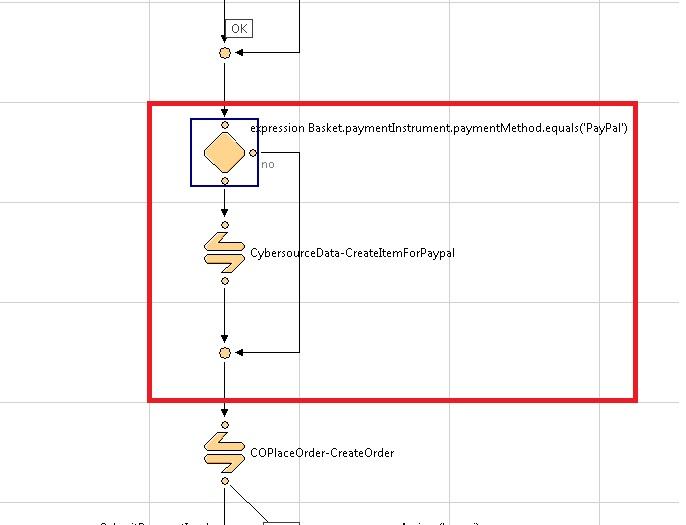 OK
expression Basket.paymentInstrument.paymentMethod.equals('PayPal')
no
CybersourceData-CreateItemForPaypal
COPlaceOrder-CreateOrder